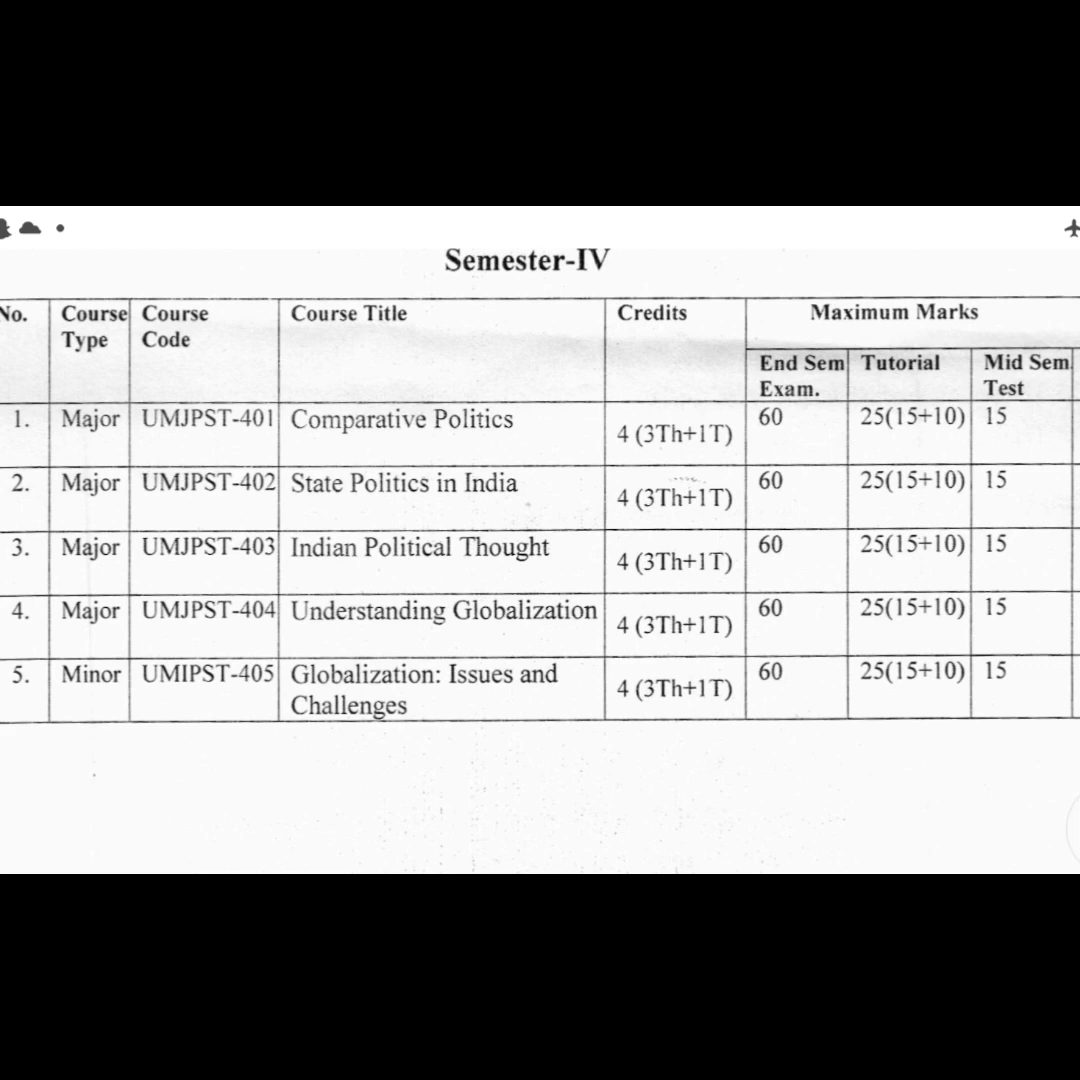 Semester-IV
No. Course Type Course Code Course Title Credits Maximum Marks
End Sem Exam. Tutorial Mid Sem. Test
1. Major UMJPST-401 Comparative Politics 4 (3Th+1T) 60 25(15+10) 15
2. Major UMJPST-402 State Politics in India 4 (3Th+1T) 60 25(15+10) 15
3. Major UMJPST-403 Indian Political Thought 4 (3Th+1T) 60 25(15+10) 15
4. Major UMJPST-404 Understanding Globalization 4 (3Th+1T) 60 25(15+10) 15
5. Minor UMIPST-405 Globalization: Issues and Challenges 4 (3Th+1T) 60 25(15+10) 15